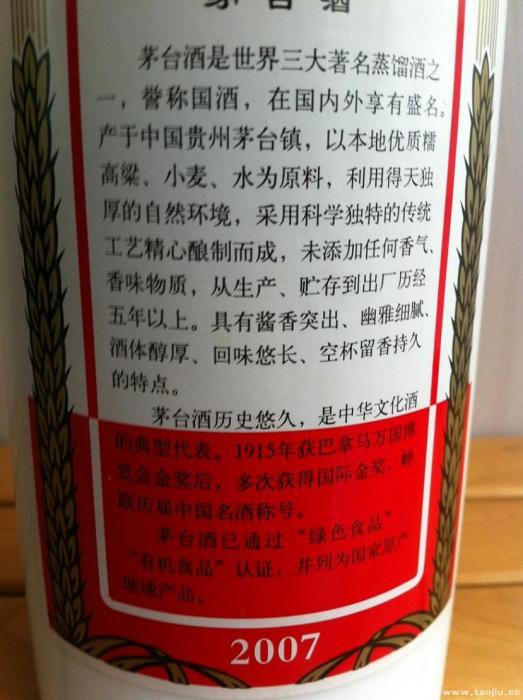 茅台酒
茅台酒是世界三大著名蒸馏酒之
一，誉称国酒，在国内外享有盛名。
产于中国贵州茅台镇，以本地优质糯
高粱、小麦、水为原料，利用得天独
厚的自然环境，采用科学独特的传统
工艺精心酿制而成，未添加任何香气、
香味物质，从生产、贮存到出厂历经
五年以上。具有酱香突出、幽雅细腻、
酒体醇厚、回味悠长、空杯留香持久
的特点。
茅台酒历史悠久，是中华文化酒
的典型代表。1915年获巴拿马万国博
览会金奖后，多次获得国际金奖，蝉
联历届中国名酒称号。
茅台酒已通过“绿色食品”、
“有机食品”认证，并列为国家原产
地域产品。
2007
www.taojiu.cc